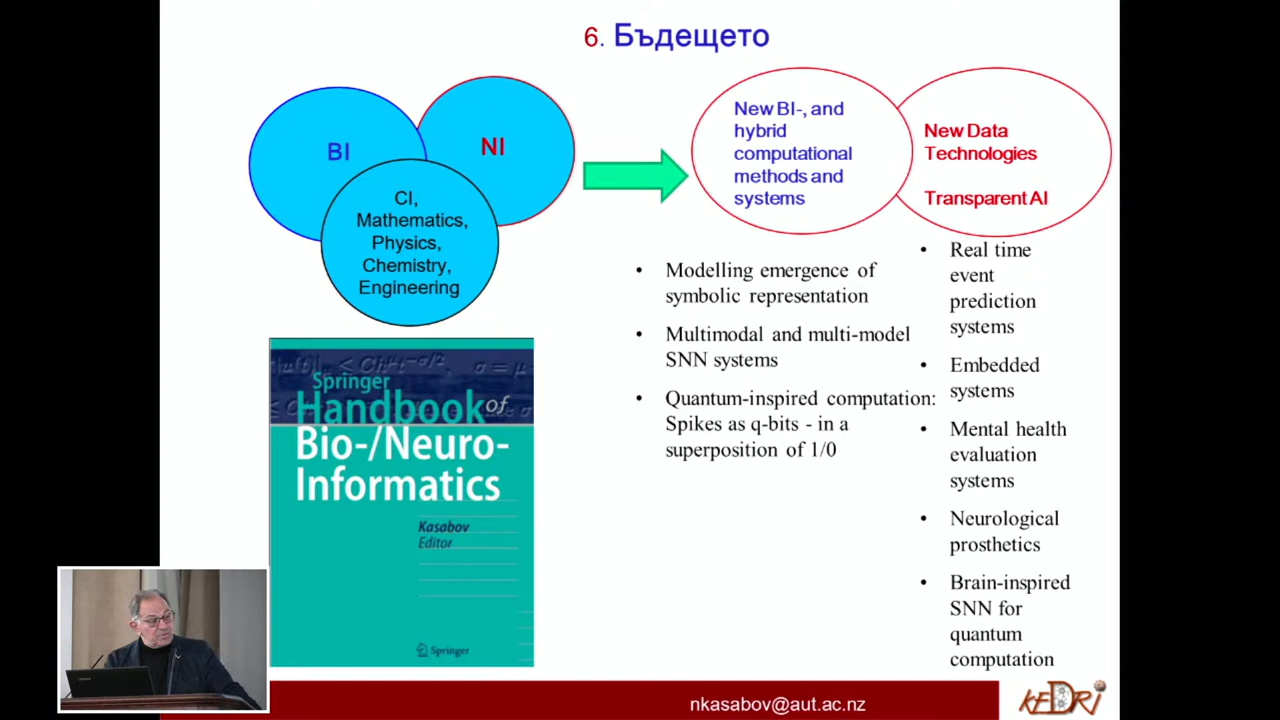 6. Бъдещето
BI
NI
CI,
Mathematics,
Physics,
Chemistry,
Engineering
New BI-, and
hybrid
computational
methods and
systems
New Data
Technologies
Transparent AI
• Modelling emergence of
symbolic representation
• Multimodal and multi-model
SNN systems
• Quantum-inspired computation:
Spikes as q-bits - in a
superposition of 1/0
• Real time
event
prediction
systems
• Embedded
systems
• Mental health
evaluation
systems
• Neurological
prosthetics
• Brain-inspired
SNN for
quantum
computation
Springer
Handbook of
Bio-/Neuro-
Informatics
Kasabov
Editor
Springer
nkasabov@aut.ac.nz
KEDRI